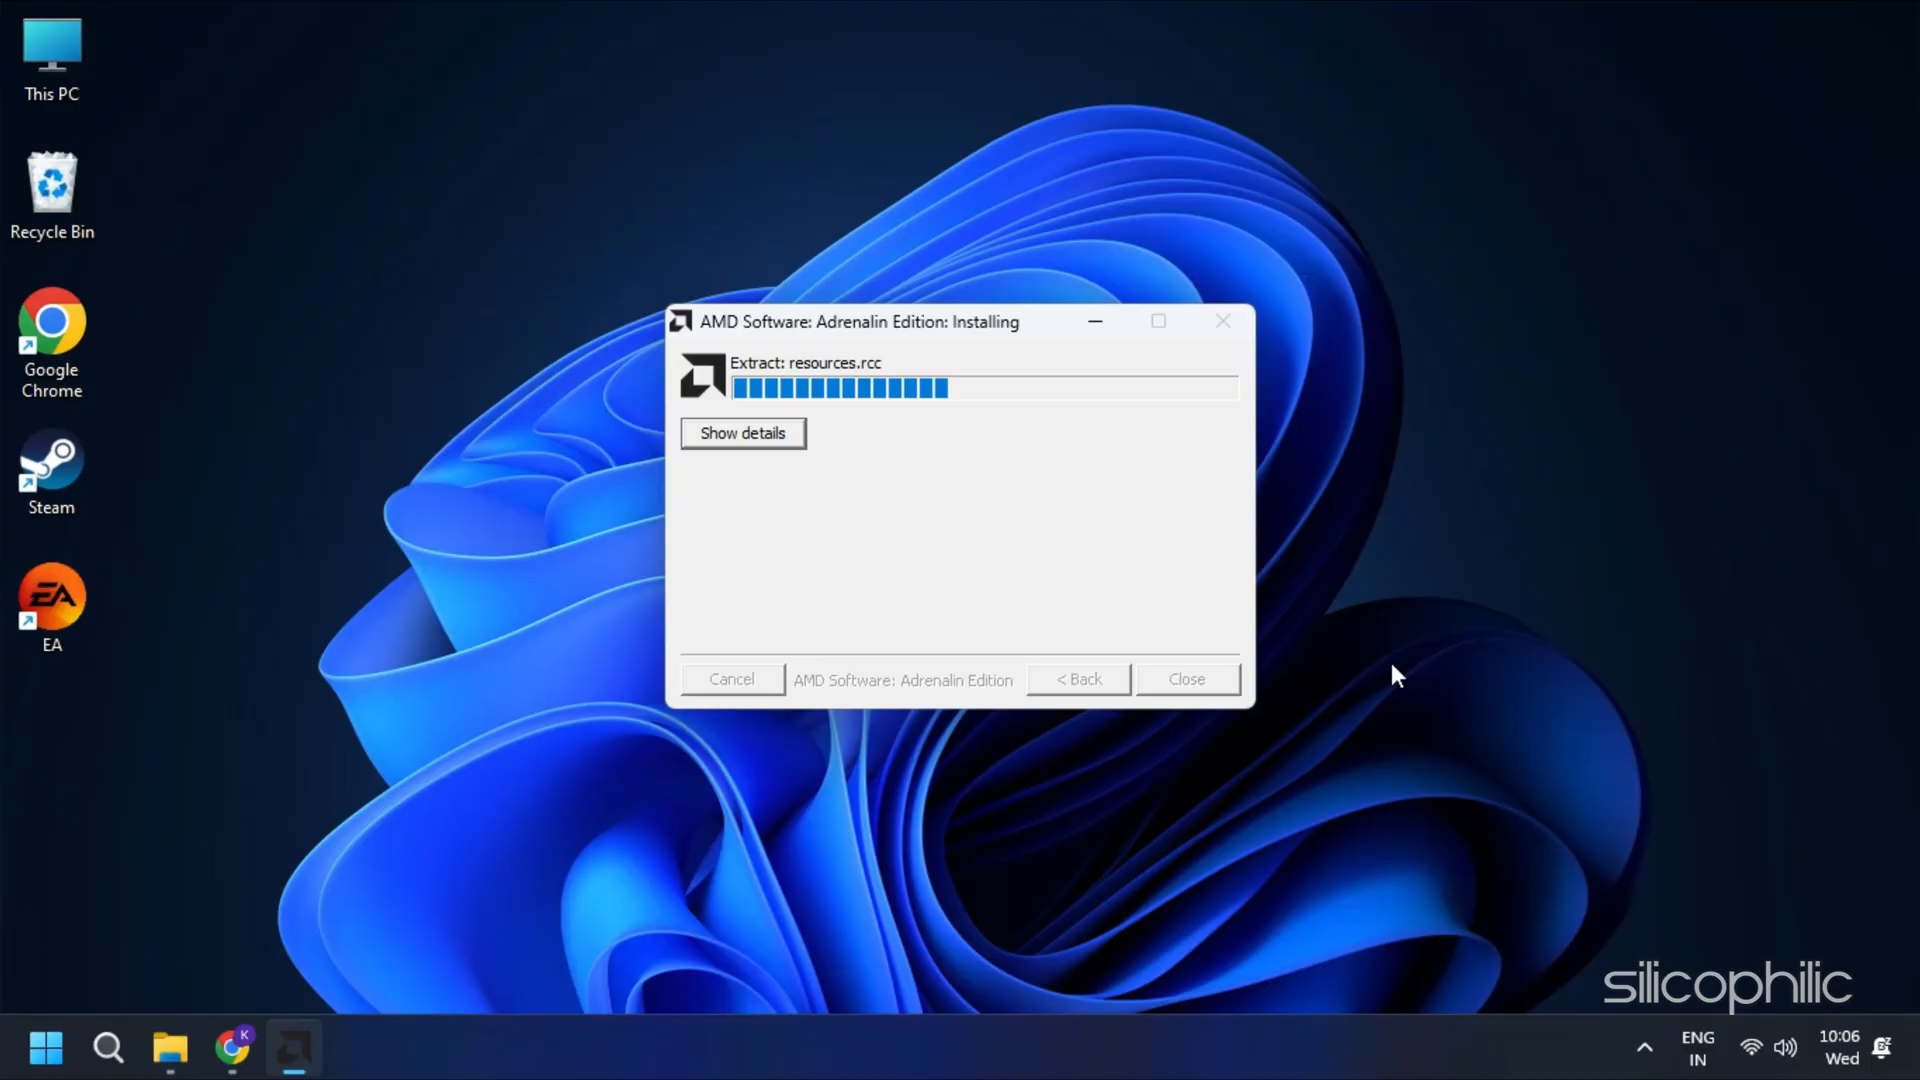 This PC
Recycle Bin
Google
Chrome
Steam
EA
EA
AMD Software: Adrenalin Edition: Installing
Extract: resources.rcc
Show details
Cancel
AMD Software: Adrenalin Edition
< Back
Close
silicophilic
K
ENG
IN
10:06
Wed